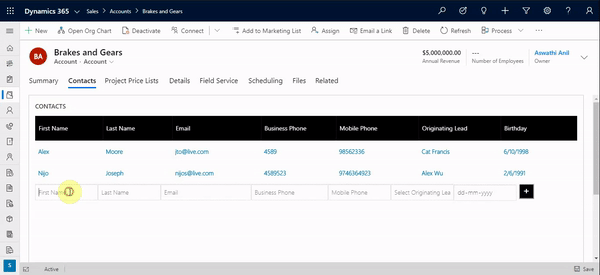 Dynamics 365 Sales > Accounts > Brakes and Gears
New Open Org Chart Deactivate Connect Add to Marketing List Assign Email a Link Delete Refresh Process
BA Brakes and Gears $5,000,000.00 --- Aswathi Anil
Account · Account Annual Revenue Number of Employees Owner
Summary Contacts Project Price Lists Details Field Service Scheduling Files Related
CONTACTS
First Name Last Name Email Business Phone Mobile Phone Originating Lead Birthday
Alex Moore jto@live.com 4589 98562336 Cat Francis 6/10/1998
Nijo Joseph nijos@live.com 4589523 9746364923 Alex Wu 2/6/1991
First Name Last Name Email Business Phone Mobile Phone Select Originating Lea dd-mm-yyyy +
S Active Save